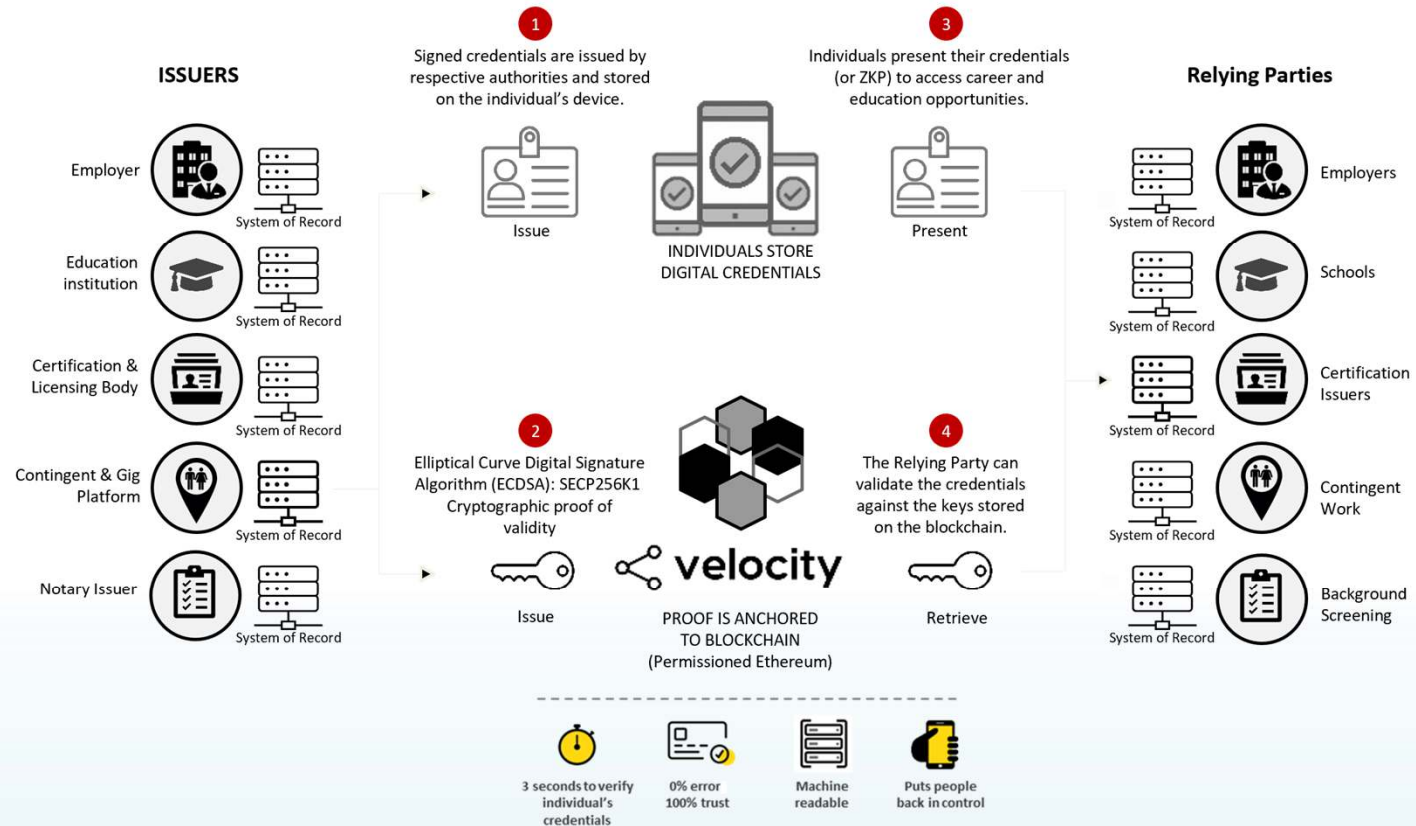 ISSUERS
Employer
System of Record
Education
institution
System of Record
Certification &
Licensing Body
System of Record
Contingent & Gig
Platform
System of Record
Notary Issuer
System of Record
1
Signed credentials are issued by
respective authorities and stored
on the individual's device.
Issue
INDIVIDUALS STORE
DIGITAL CREDENTIALS
3
Individuals present their credentials
(or ZKP) to access career and
education opportunities.
Present
2
Elliptical Curve Digital Signature
Algorithm (ECDSA): SECP256K1
Cryptographic proof of
validity
Issue
velocity
PROOF IS ANCHORED
TO BLOCKCHAIN
(Permissioned Ethereum)
4
The Relying Party can
validate the credentials
against the keys stored
on the blockchain.
Retrieve
Relying Parties
System of Record
Employers
System of Record
Schools
System of Record
Certification
Issuers
System of Record
Contingent
Work
System of Record
Background
Screening
3 seconds to verify
individual's
credentials
0% error
100% trust
Machine
readable
Puts people
back in control